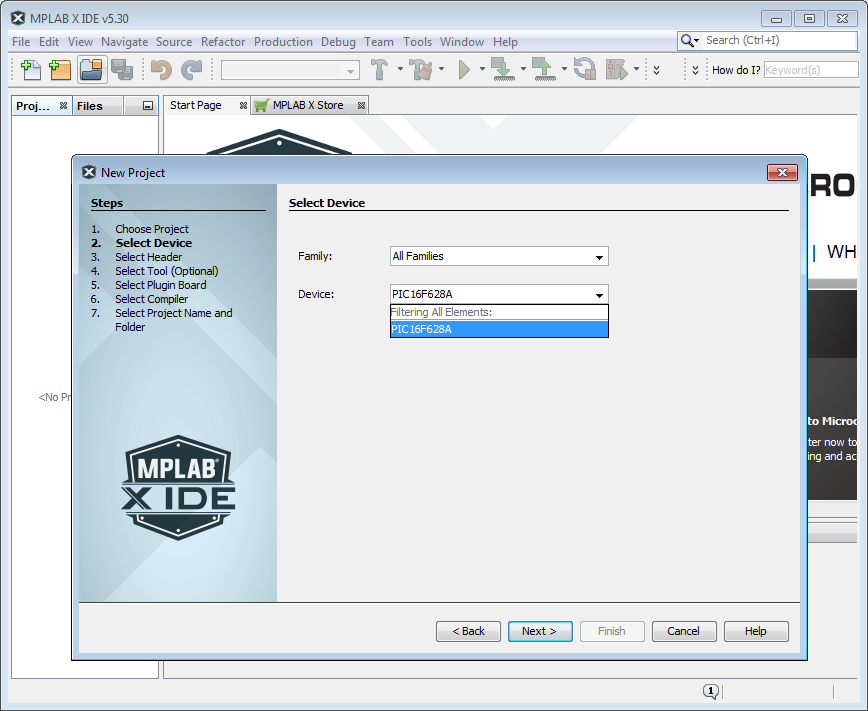 MPLAB X IDE v5.30
File Edit View Navigate Source Refactor Production Debug Team Tools Window Help
Search (Ctrl+I)
How do I? Keyword(s)
Proj... Files
Start Page MPLAB X Store
RO
WH
<No Pr
to Microc
ter now to
ing and ac
New Project
Steps
1. Choose Project
2. Select Device
3. Select Header
4. Select Tool (Optional)
5. Select Plugin Board
6. Select Compiler
7. Select Project Name and
Folder
MPLAB®
X IDE
Select Device
Family: All Families
Device: PIC16F628A
Filtering All Elements:
PIC16F628A
< Back Next > Finish Cancel Help
1